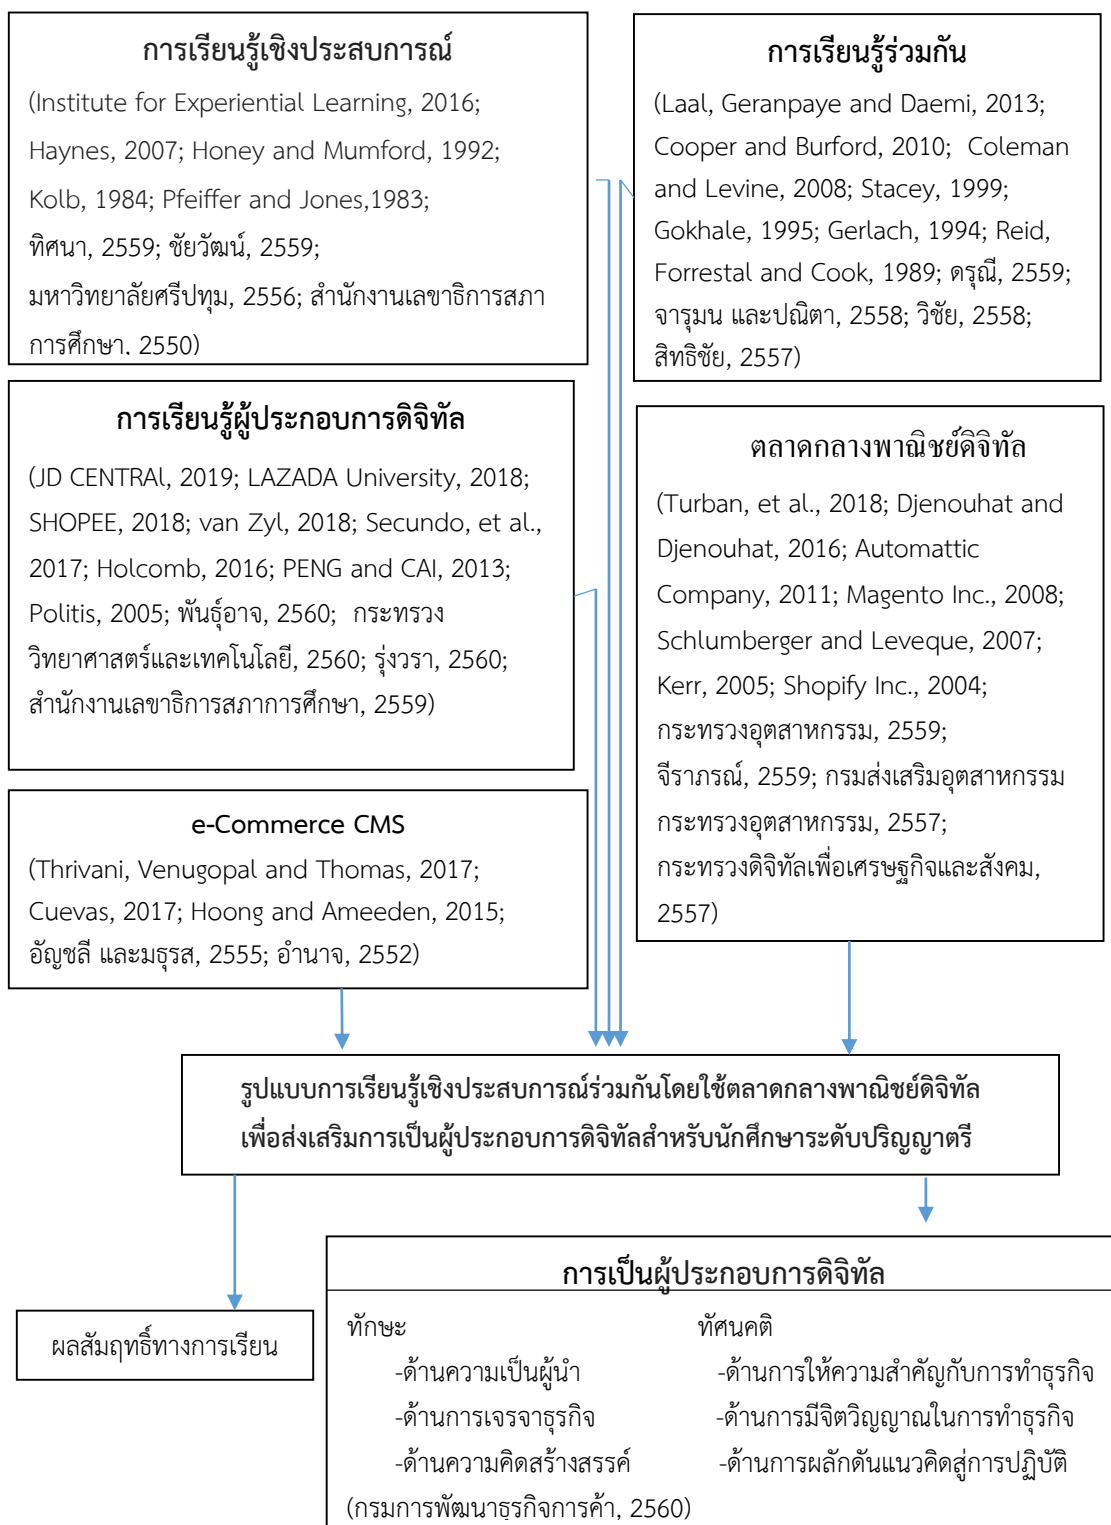 การเรียนรู้เชิงประสบการณ์
(Institute for Experiential Learning, 2016;
Haynes, 2007; Honey and Mumford, 1992;
Kolb, 1984; Pfeiffer and Jones,1983;
ทิศนา, 2559; ชัยวัฒน์, 2559;
มหาวิทยาลัยศรีปทุม, 2556; สำนักงานเลขาธิการสภา
การศึกษา, 2550)
การเรียนรู้ร่วมกัน
(Laal, Geranpaye and Daemi, 2013;
Cooper and Burford, 2010; Coleman
and Levine, 2008; Stacey, 1999;
Gokhale, 1995; Gerlach, 1994; Reid,
Forrestal and Cook, 1989; ดรุณี, 2559;
จารุมน และปณิตา, 2558; วิชัย, 2558;
สิทธิชัย, 2557)
การเรียนรู้ผู้ประกอบการดิจิทัล
(JD CENTRAl, 2019; LAZADA University, 2018;
SHOPEE, 2018; van Zyl, 2018; Secundo, et al.,
2017; Holcomb, 2016; PENG and CAI, 2013;
Politis, 2005; พันธุ์อาจ, 2560; กระทรวง
วิทยาศาสตร์และเทคโนโลยี, 2560; รุ่งวรา, 2560;
สำนักงานเลขาธิการสภาการศึกษา, 2559)
ตลาดกลางพาณิชย์ดิจิทัล
(Turban, et al., 2018; Djenouhat and
Djenouhat, 2016; Automattic
Company, 2011; Magento Inc., 2008;
Schlumberger and Leveque, 2007;
Kerr, 2005; Shopify Inc., 2004;
กระทรวงอุตสาหกรรม, 2559;
จีราภรณ์, 2559; กรมส่งเสริมอุตสาหกรรม
กระทรวงอุตสาหกรรม, 2557;
กระทรวงดิจิทัลเพื่อเศรษฐกิจและสังคม,
2557)
e-Commerce CMS
(Thrivani, Venugopal and Thomas, 2017;
Cuevas, 2017; Hoong and Ameeden, 2015;
อัญชลี และมธุรส, 2555; อำนาจ, 2552)
รูปแบบการเรียนรู้เชิงประสบการณ์ร่วมกันโดยใช้ตลาดกลางพาณิชย์ดิจิทัล
เพื่อส่งเสริมการเป็นผู้ประกอบการดิจิทัลสำหรับนักศึกษาระดับปริญญาตรี
ผลสัมฤทธิ์ทางการเรียน
การเป็นผู้ประกอบการดิจิทัล
ทักษะ
-ด้านความเป็นผู้นำ
-ด้านการเจรจาธุรกิจ
-ด้านความคิดสร้างสรรค์
ทัศนคติ
-ด้านการให้ความสำคัญกับการทำธุรกิจ
-ด้านการมีจิตวิญญาณในการทำธุรกิจ
-ด้านการผลักดันแนวคิดสู่การปฏิบัติ
(กรมการพัฒนาธุรกิจการค้า, 2560)